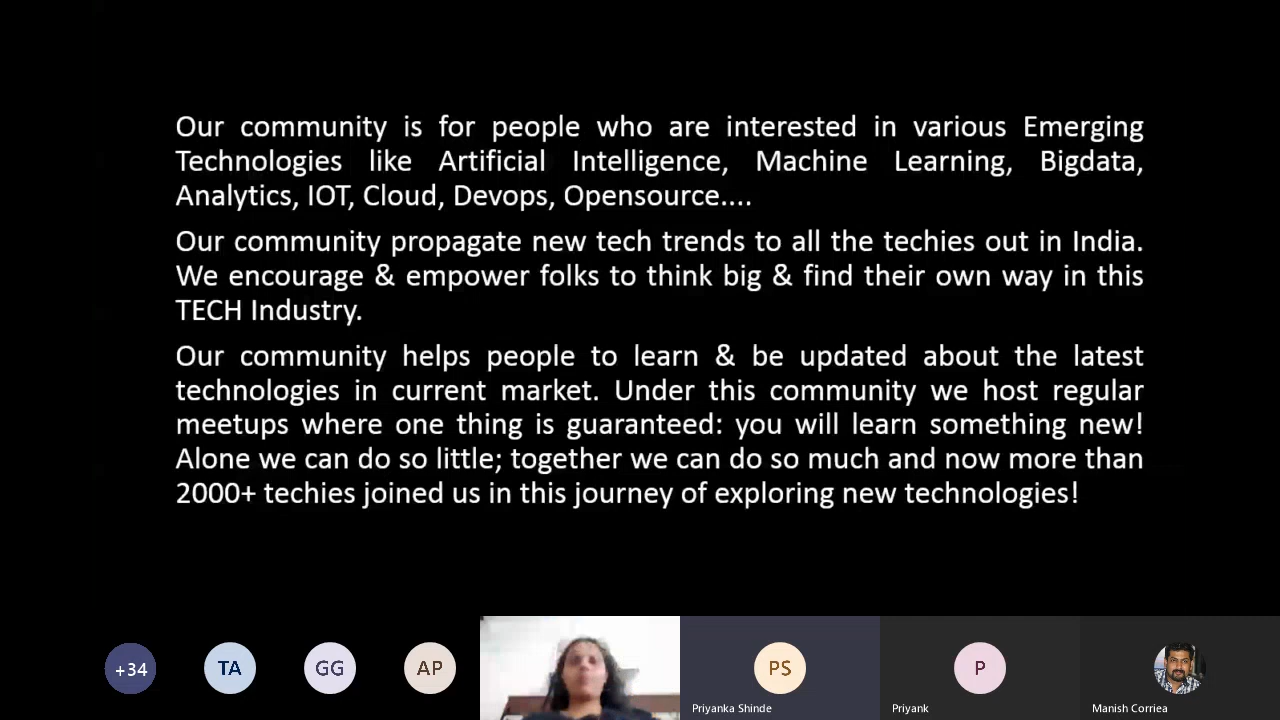 Our community is for people who are interested in various Emerging
Technologies like Artificial Intelligence, Machine Learning, Bigdata,
Analytics, IOT, Cloud, Devops, Opensource....
Our community propagate new tech trends to all the techies out in India.
We encourage & empower folks to think big & find their own way in this
TECH Industry.
Our community helps people to learn & be updated about the latest
technologies in current market. Under this community we host regular
meetups where one thing is guaranteed: you will learn something new!
Alone we can do so little; together we can do so much and now more than
2000+ techies joined us in this journey of exploring new technologies!
+34
TA
GG
AP
PS
P
Priyanka Shinde
Priyank
Manish Corriea